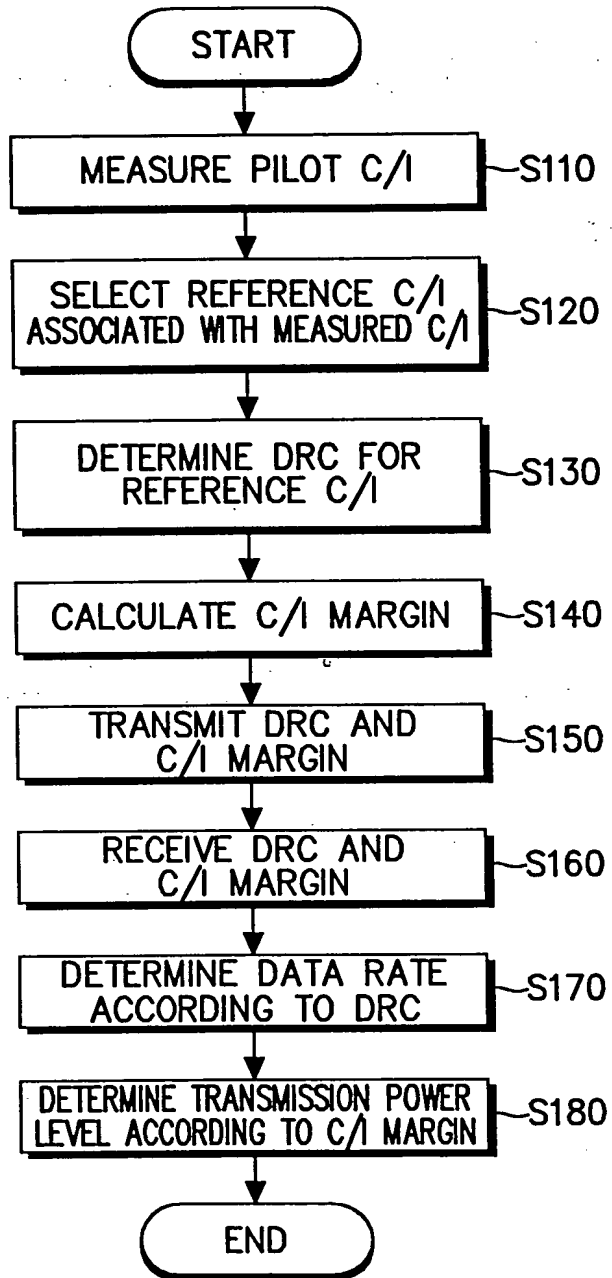 START
MEASURE PILOT C/I
S110
SELECT REFERENCE C/I
ASSOCIATED WITH MEASURED C/I
S120
DETERMINE DRC FOR
REFERENCE C/I
S130
CALCULATE C/I MARGIN
S140
TRANSMIT DRC AND
C/I MARGIN
S150
RECEIVE DRC AND
C/I MARGIN
S160
DETERMINE DATA RATE
ACCORDING TO DRC
S170
DETERMINE TRANSMISSION POWER
LEVEL ACCORDING TO C/I MARGIN
S180
END